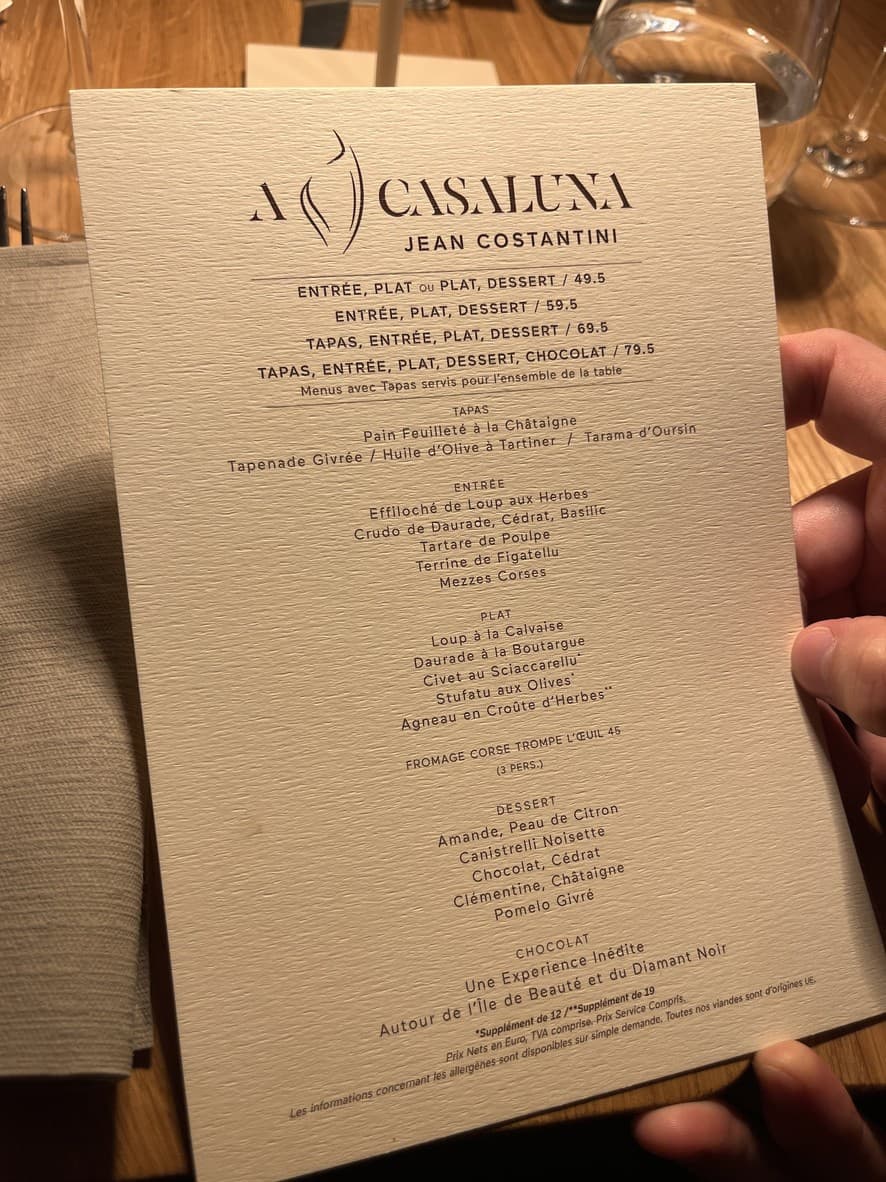 A CASALUNA
JEAN COSTANTINI
ENTRÉE, PLAT OU PLAT, DESSERT / 49.5
ENTRÉE, PLAT, DESSERT / 59.5
TAPAS, ENTRÉE, PLAT, DESSERT / 69.5
TAPAS, ENTRÉE, PLAT, DESSERT, CHOCOLAT / 79.5
Menus avec Tapas servis pour l'ensemble de la table
TAPAS
Pain Feuilleté à la Châtaigne
Tapenade Givrée / Huile d'Olive à Tartiner / Tarama d'Oursin
ENTRÉE
Effiloché de Loup aux Herbes
Crudo de Daurade, Cédrat, Basilic
Tartare de Poulpe
Terrine de Figatellu
Mezzes Corses
PLAT
Loup à la Calvaise
Daurade à la Boutargue
Civet au Sciaccarellu*
Stufatu aux Olives*
Agneau en Croûte d'Herbes**
FROMAGE CORSE TROMPE L'ŒUIL 45
(3 PERS.)
DESSERT
Amande, Peau de Citron
Canistrelli Noisette
Chocolat, Cédrat
Clémentine, Châtaigne
Pomelo Givré
CHOCOLAT
Une Experience Inédite
Autour de l'Île de Beauté et du Diamant Noir
*Supplément de 12 /**Supplément de 19
Prix Nets en Euro, TVA comprise. Prix Service Compris.
Les informations concernant les allergènes sont disponibles sur simple demande. Toutes nos viandes sont d'origines UE.